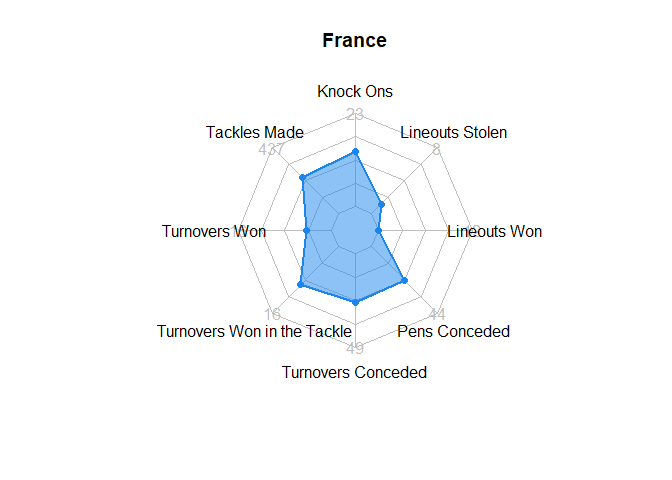 France
Knock Ons
23
Tackles Made
Lineouts Stolen
437
8
Turnovers Won
Lineouts Won
16
44
Turnovers Won in the Tackle
Pens Conceded
49
Turnovers Conceded